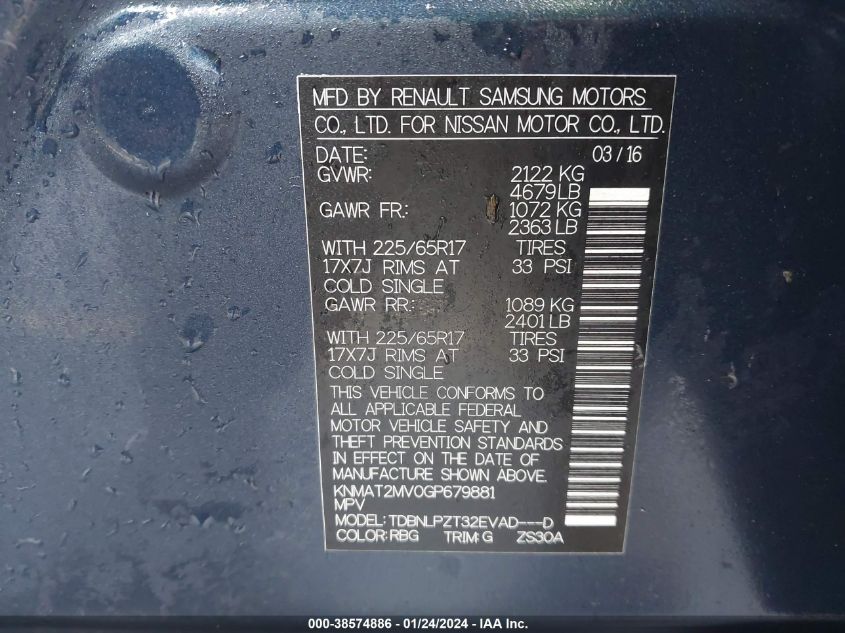 MFD BY RENAULT SAMSUNG MOTORS
CO., LTD. FOR NISSAN MOTOR CO., LTD.
DATE: 03 / 16
GVWR: 2122 KG
4679 LB
GAWR FR.: 1072 KG
2363 LB
WITH 225/65R17 TIRES
17X7J RIMS AT 33 PSI
COLD SINGLE
GAWR RR.: 1089 KG
2401 LB
WITH 225/65R17 TIRES
17X7J RIMS AT 33 PSI
COLD SINGLE
THIS VEHICLE CONFORMS TO
ALL APPLICABLE FEDERAL
MOTOR VEHICLE SAFETY AND
THEFT PREVENTION STANDARDS
IN EFFECT ON THE DATE OF
MANUFACTURE SHOWN ABOVE.
KNMAT2MV0GP679881
MPV
MODEL: TDBNLPZT32EVAD---D
COLOR: RBG TRIM: G ZS30A
000-38574886 - 01/24/2024 - IAA Inc.